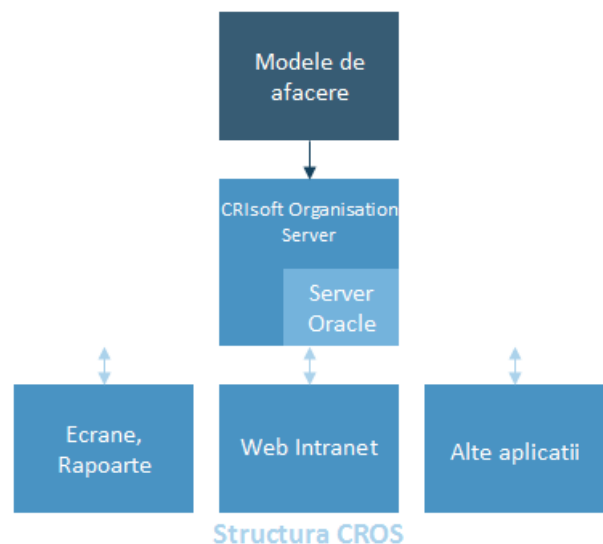 Modele de
afacere
CRIsoft Organisation
Server
Server
Oracle
Ecrane,
Rapoarte
Web Intranet
Alte aplicatii
Structura CROS